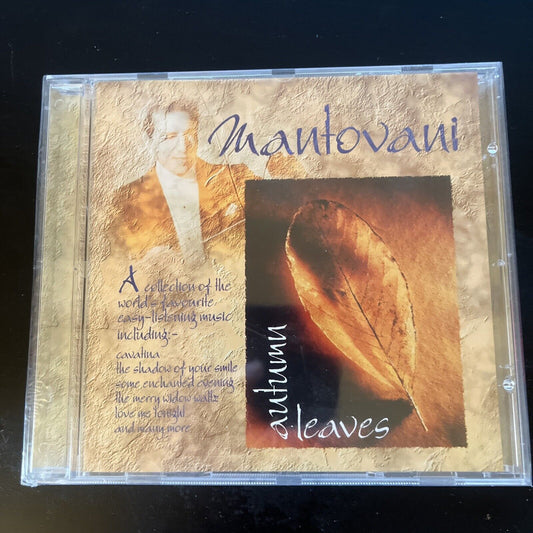 Mantovani
A collection of the
world's favourite
easy-listening music
including:-
cavatina
the shadow of your smile
some enchanted evening
the merry widow waltz
love me tonight
and many more
autumn
leaves